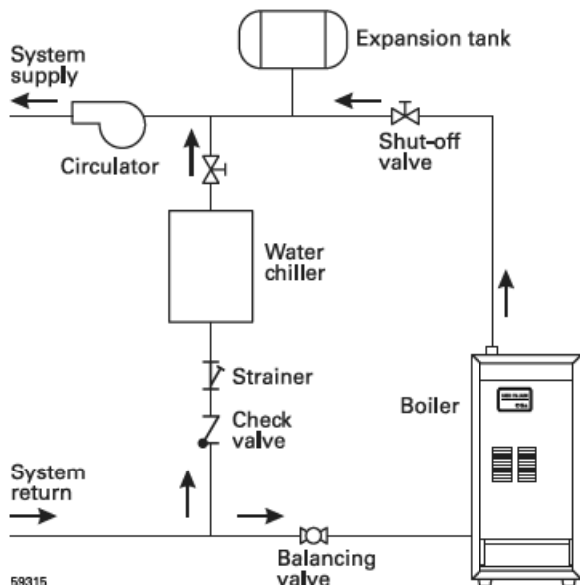 Expansion tank
System
supply
Circulator
Shut-off
valve
Water
chiller
Strainer
Boiler
Check
valve
System
return
Balancing
valve
59315